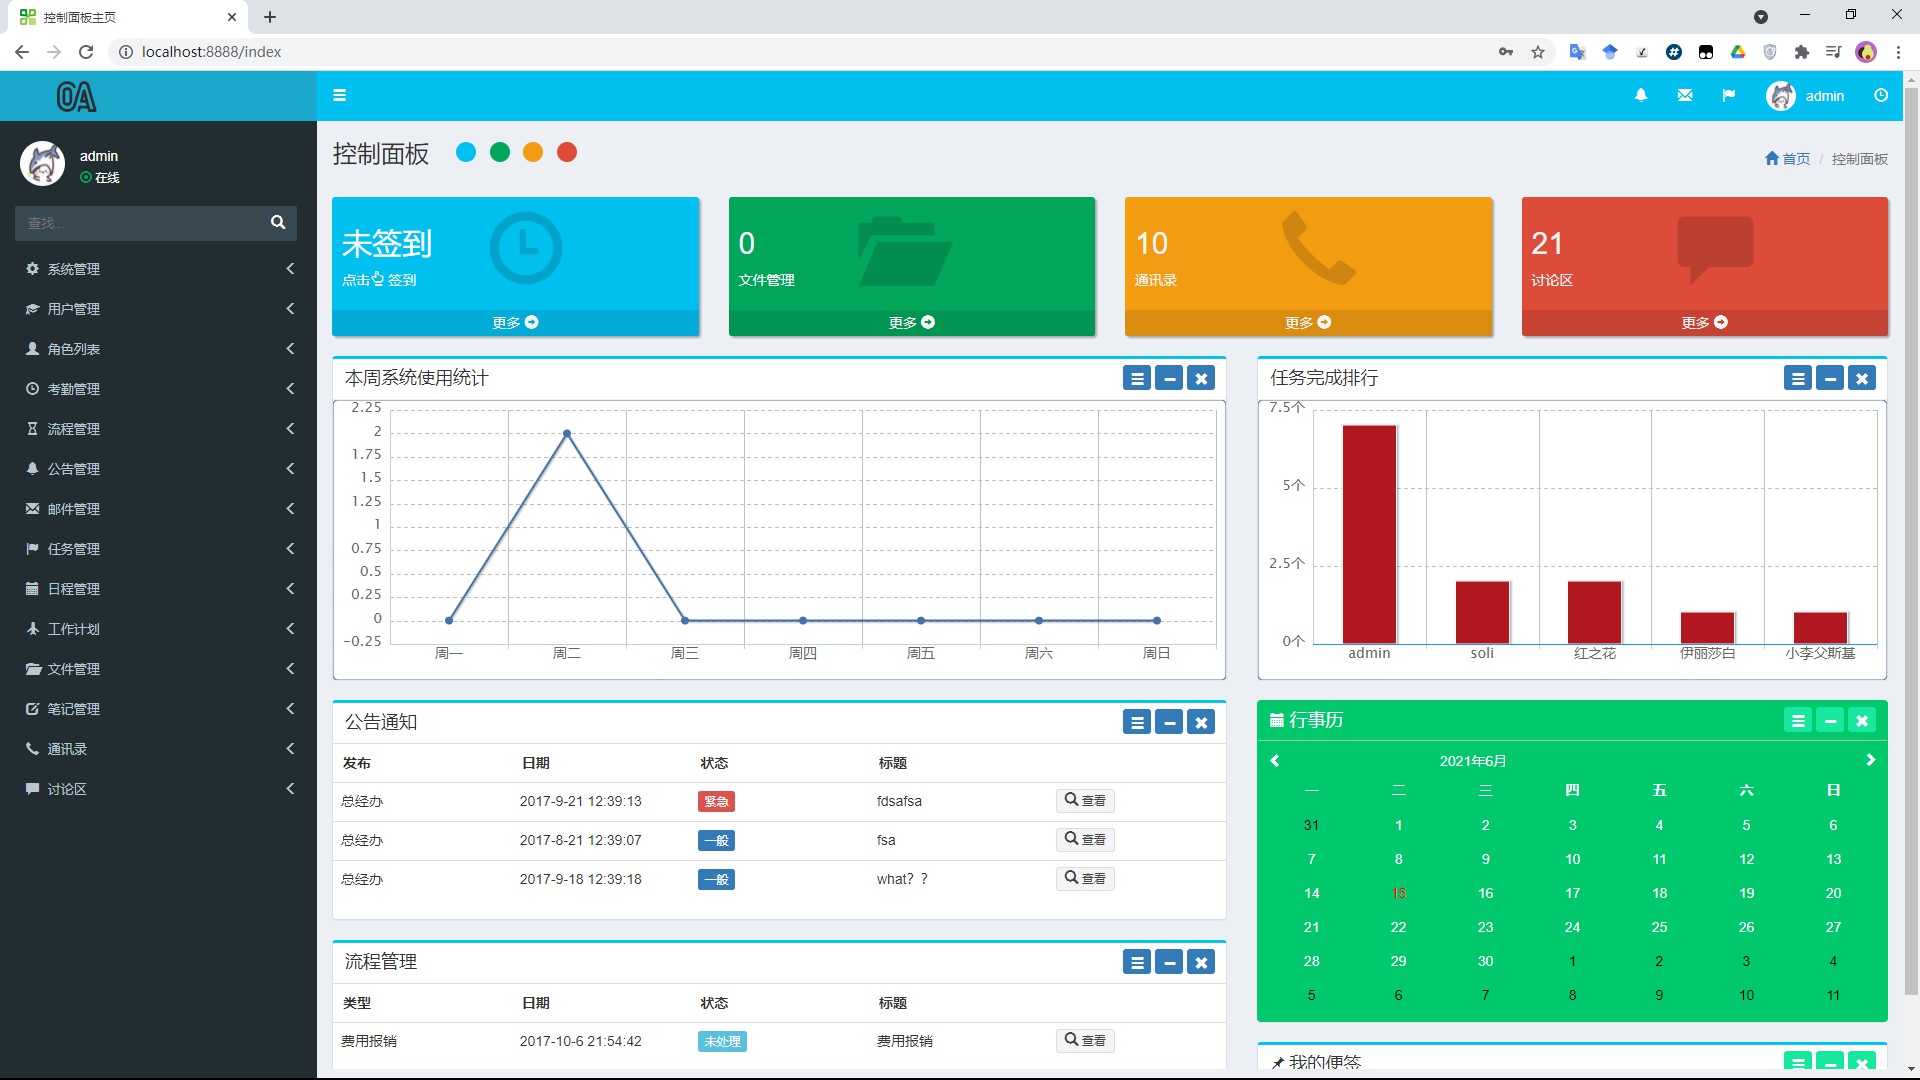 控制面板主页
localhost:8888/index
OA
admin
admin
在线
查找...
系统管理
用户管理
角色列表
考勤管理
流程管理
公告管理
邮件管理
任务管理
日程管理
工作计划
文件管理
笔记管理
通讯录
讨论区
控制面板
首页 / 控制面板
未签到
点击 签到
更多
0
文件管理
更多
10
通讯录
更多
21
讨论区
更多
本周系统使用统计
2.25
2
1.75
1.5
1.25
1
0.75
0.5
0.25
0
-0.25
周一 周二 周三 周四 周五 周六 周日
任务完成排行
7.5个
5个
2.5个
0个
admin soli 红之花 伊丽莎白 小李父斯基
公告通知
发布 日期 状态 标题
总经办 2017-9-21 12:39:13 紧急 fdsafsa 查看
总经办 2017-8-21 12:39:07 一般 fsa 查看
总经办 2017-9-18 12:39:18 一般 what？？ 查看
流程管理
类型 日期 状态 标题
费用报销 2017-10-6 21:54:42 未处理 费用报销 查看
行事历
2021年6月
一 二 三 四 五 六 日
31 1 2 3 4 5 6
7 8 9 10 11 12 13
14 15 16 17 18 19 20
21 22 23 24 25 26 27
28 29 30 1 2 3 4
5 6 7 8 9 10 11
我的便签